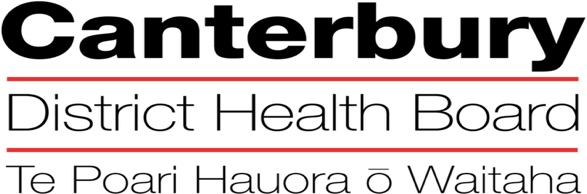 Canterbury
District Health Board
Te Poari Hauora ō Waitaha